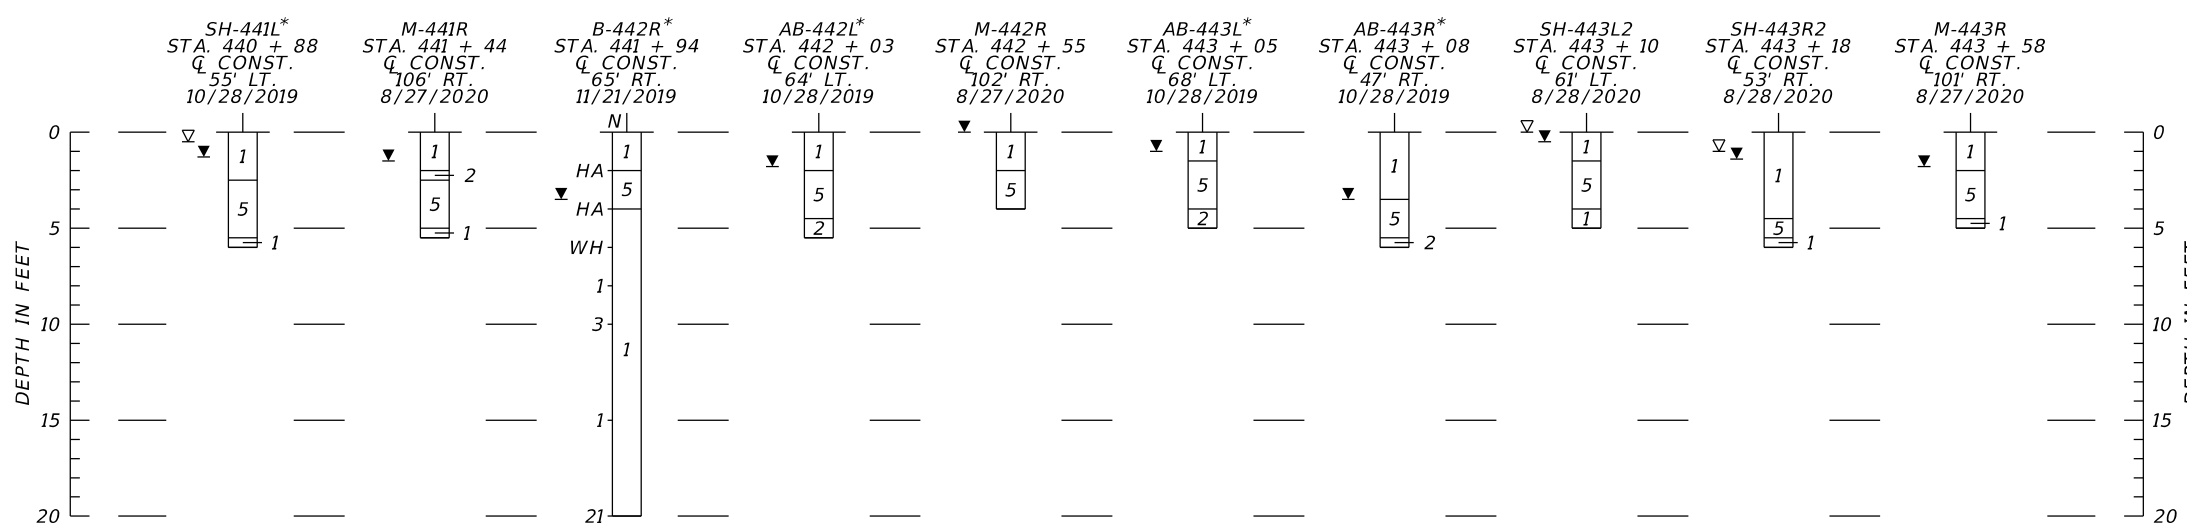 SH-441L*
STA. 440 + 88
℄ CONST.
55' LT.
10/28/2019
M-441R
STA. 441 + 44
℄ CONST.
106' RT.
8/27/2020
B-442R*
STA. 441 + 94
℄ CONST.
65' RT.
11/21/2019
AB-442L*
STA. 442 + 03
℄ CONST.
64' LT.
10/28/2019
M-442R
STA. 442 + 55
℄ CONST.
102' RT.
8/27/2020
AB-443L*
STA. 443 + 05
℄ CONST.
68' LT.
10/28/2019
AB-443R*
STA. 443 + 08
℄ CONST.
47' RT.
10/28/2019
SH-443L2
STA. 443 + 10
℄ CONST.
61' LT.
8/28/2020
SH-443R2
STA. 443 + 18
℄ CONST.
53' RT.
8/28/2020
M-443R
STA. 443 + 58
℄ CONST.
101' RT.
8/27/2020
DEPTH IN FEET
0
5
10
15
20
1
5
1
1
2
5
1
N
HA
HA
WH
1
3
1
21
1
5
1
1
5
2
1
5
1
5
2
1
5
2
1
5
1
1
5
1
1
5
1
0
5
10
15
20